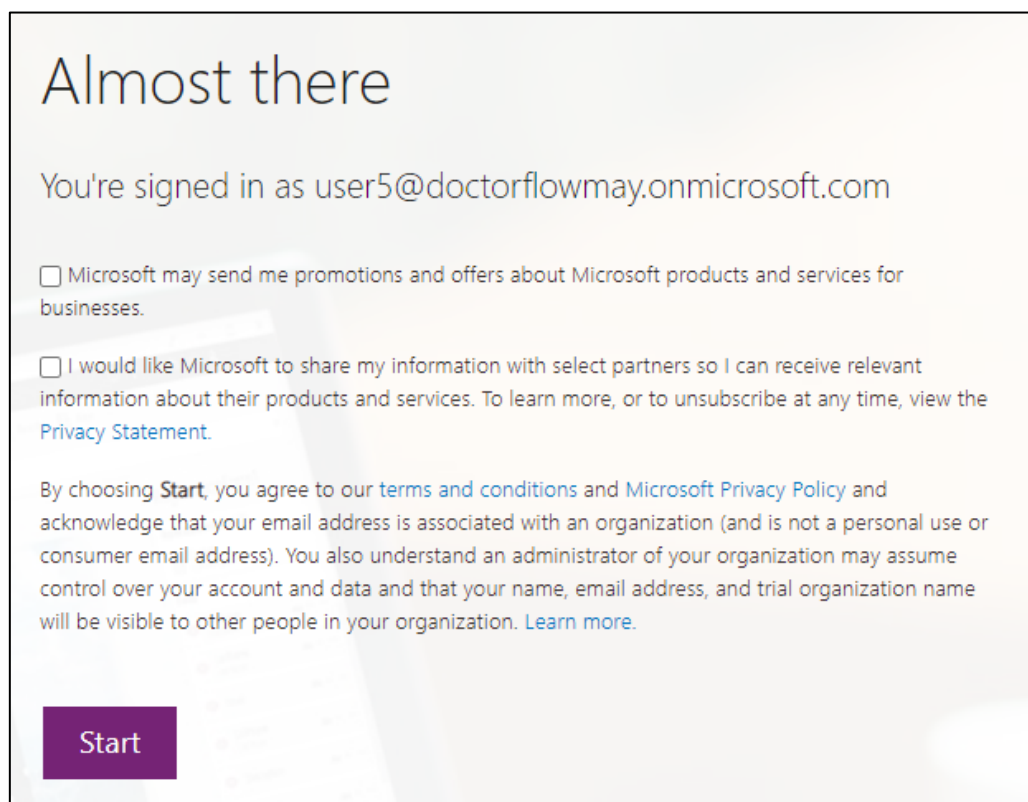 Almost there
You're signed in as user5@doctorflowmay.onmicrosoft.com
Microsoft may send me promotions and offers about Microsoft products and services for
businesses.
I would like Microsoft to share my information with select partners so I can receive relevant
information about their products and services. To learn more, or to unsubscribe at any time, view the
Privacy Statement.
By choosing Start, you agree to our terms and conditions and Microsoft Privacy Policy and
acknowledge that your email address is associated with an organization (and is not a personal use or
consumer email address). You also understand an administrator of your organization may assume
control over your account and data and that your name, email address, and trial organization name
will be visible to other people in your organization. Learn more.
Start